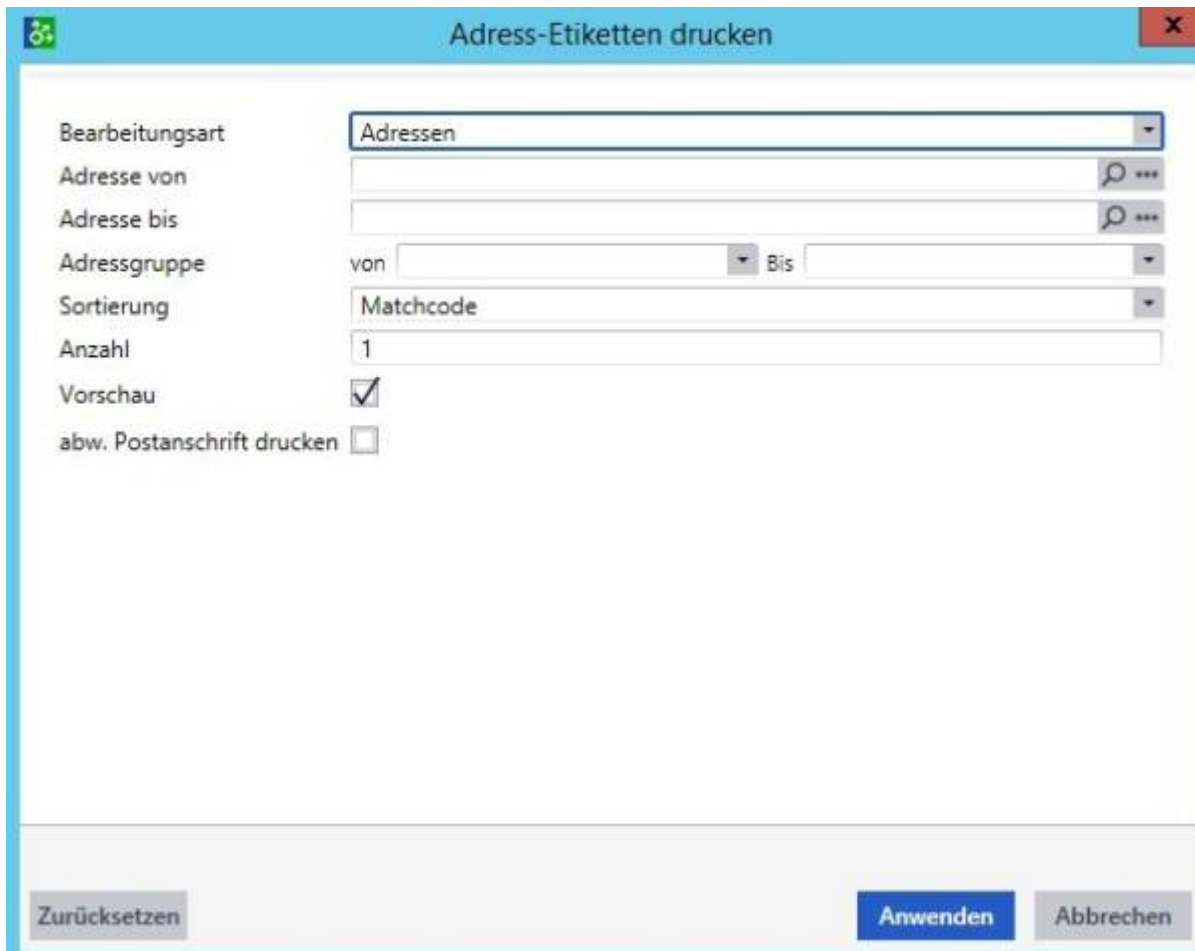 Adress-Etiketten drucken
Bearbeitungsart Adressen
Adresse von
Adresse bis
Adressgruppe von Bis
Sortierung Matchcode
Anzahl 1
Vorschau
abw. Postanschrift drucken
Zurücksetzen Anwenden Abbrechen